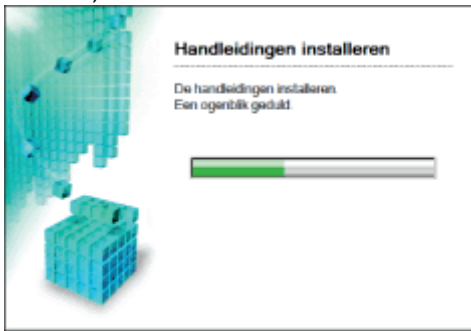 Handleidingen installeren
De handleidingen installeren.
Een ogenblik geduld.